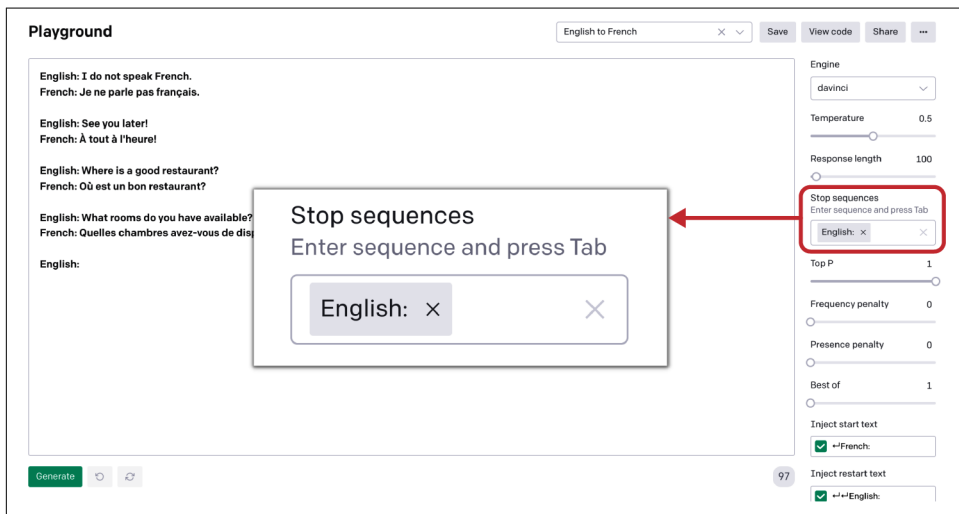 Playground
English to French
Save
View code
Share
...
English: I do not speak French.
French: Je ne parle pas français.
English: See you later!
French: À tout à l'heure!
English: Where is a good restaurant?
French: Où est un bon restaurant?
English: What rooms do you have available?
French: Quelles chambres avez-vous de
English:
Stop sequences
Enter sequence and press Tab
English: ×
Engine
davinci
Temperature 0.5
Response length 100
Stop sequences
Enter sequence and press Tab
English: ×
Top P 1
Frequency penalty 0
Presence penalty 0
Best of 1
Inject start text
↵French:
Inject restart text
↵↵English:
Generate
97